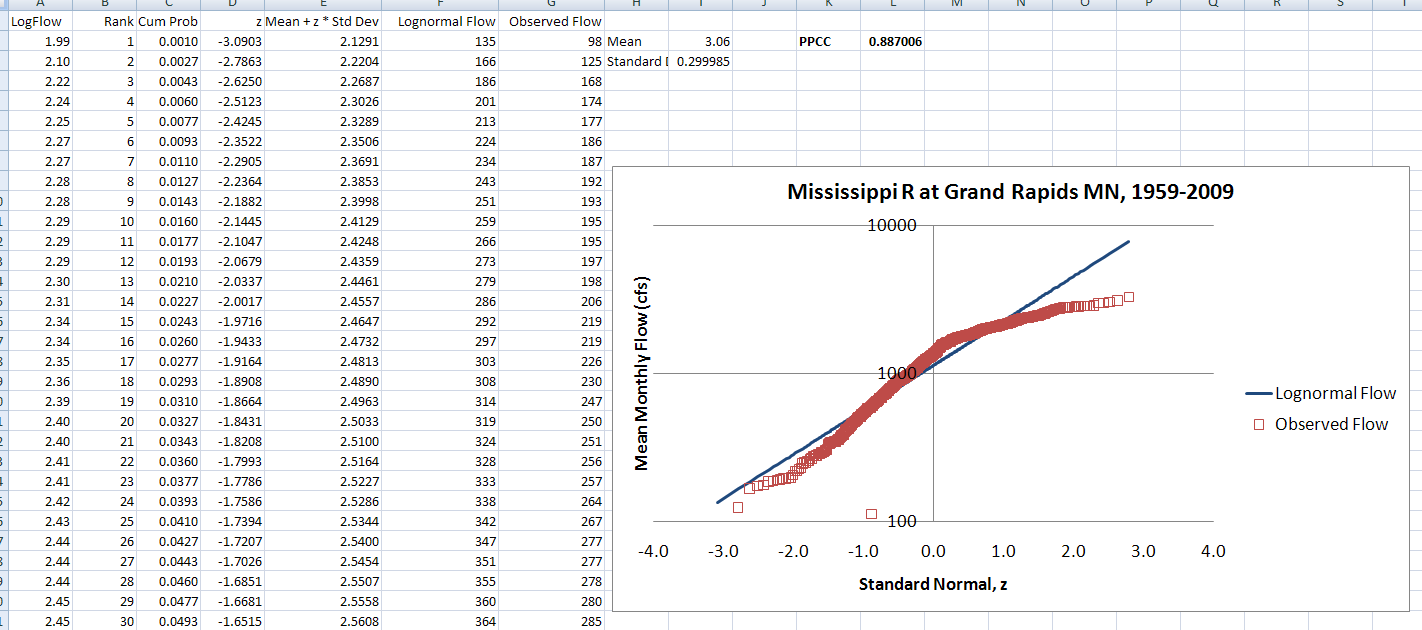 A B C D E F G H I J K L M N O P Q R S T
LogFlow Rank Cum Prob z Mean + z * Std Dev Lognormal Flow Observed Flow
1.99 1 0.0010 -3.0903 2.1291 135 98 Mean 3.06 PPCC 0.887006
2.10 2 0.0027 -2.7863 2.2204 166 125 Standard D 0.299985
2.22 3 0.0043 -2.6250 2.2687 186 168
2.24 4 0.0060 -2.5123 2.3026 201 174
2.25 5 0.0077 -2.4245 2.3289 213 177
2.27 6 0.0093 -2.3522 2.3506 224 186
2.27 7 0.0110 -2.2905 2.3691 234 187
2.28 8 0.0127 -2.2364 2.3853 243 192
2.28 9 0.0143 -2.1882 2.3998 251 193
2.29 10 0.0160 -2.1445 2.4129 259 195
2.29 11 0.0177 -2.1047 2.4248 266 195
2.29 12 0.0193 -2.0679 2.4359 273 197
2.30 13 0.0210 -2.0337 2.4461 279 198
2.31 14 0.0227 -2.0017 2.4557 286 206
2.34 15 0.0243 -1.9716 2.4647 292 219
2.34 16 0.0260 -1.9433 2.4732 297 219
2.35 17 0.0277 -1.9164 2.4813 303 226
2.36 18 0.0293 -1.8908 2.4890 308 230
2.39 19 0.0310 -1.8664 2.4963 314 247
2.40 20 0.0327 -1.8431 2.5033 319 250
2.40 21 0.0343 -1.8208 2.5100 324 251
2.41 22 0.0360 -1.7993 2.5164 328 256
2.41 23 0.0377 -1.7786 2.5227 333 257
2.42 24 0.0393 -1.7586 2.5286 338 264
2.43 25 0.0410 -1.7394 2.5344 342 267
2.44 26 0.0427 -1.7207 2.5400 347 277
2.44 27 0.0443 -1.7026 2.5454 351 277
2.44 28 0.0460 -1.6851 2.5507 355 278
2.45 29 0.0477 -1.6681 2.5558 360 280
2.45 30 0.0493 -1.6515 2.5608 364 285
Mississippi R at Grand Rapids MN, 1959-2009
10000
1000
100
Mean Monthly Flow (cfs)
-4.0 -3.0 -2.0 -1.0 0.0 1.0 2.0 3.0 4.0
Standard Normal, z
Lognormal Flow
Observed Flow